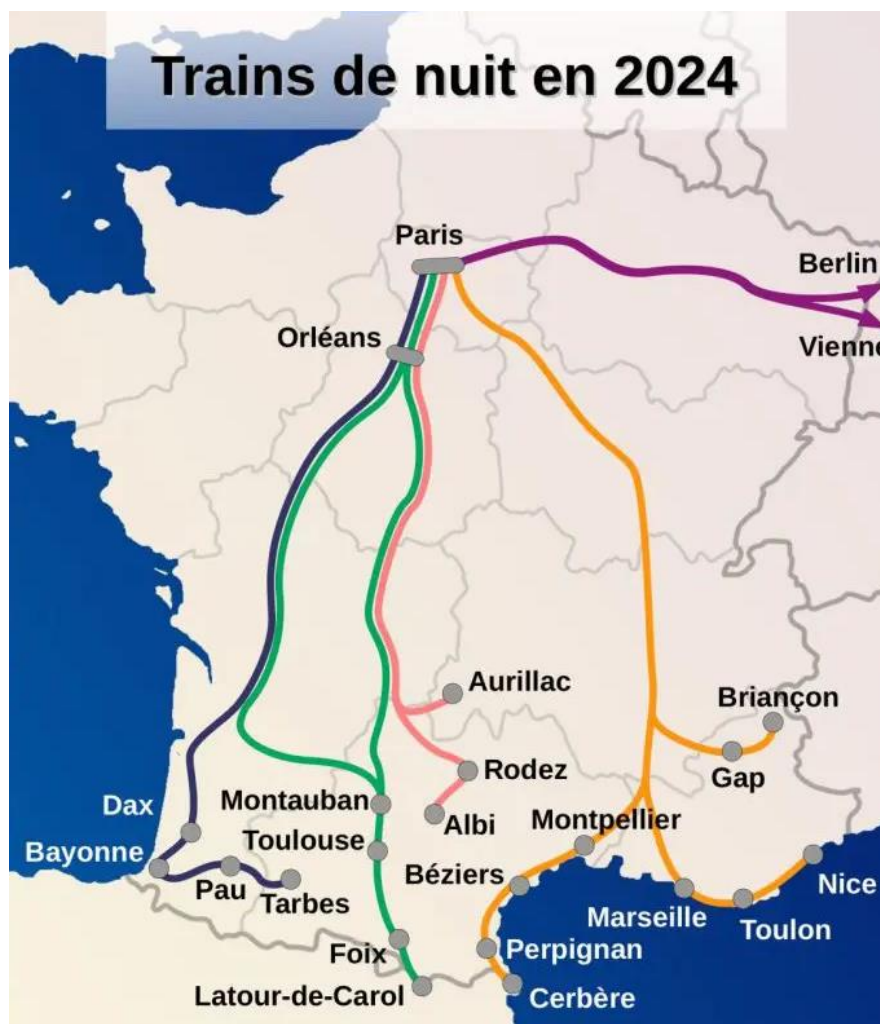 Trains de nuit en 2024
Paris
Berlin
Orléans
Vienne
Aurillac
Briançon
Rodez
Gap
Montauban
Dax
Albi
Montpellier
Toulouse
Bayonne
Béziers
Nice
Pau
Tarbes
Marseille
Toulon
Foix
Perpignan
Latour-de-Carol
Cerbère